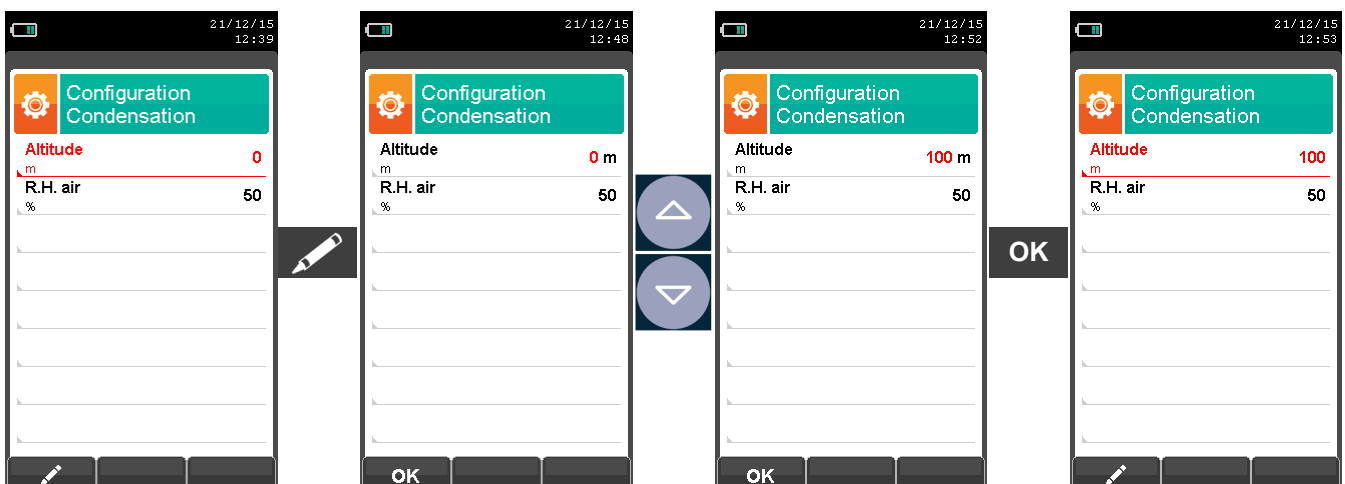 21/12/15
12:39
Configuration
Condensation
Altitude
0
m
R.H. air
50
%
21/12/15
12:48
Configuration
Condensation
Altitude
0 m
m
R.H. air
50
%
OK
21/12/15
12:52
Configuration
Condensation
Altitude
100 m
m
R.H. air
50
%
OK
OK
21/12/15
12:53
Configuration
Condensation
Altitude
100
m
R.H. air
50
%